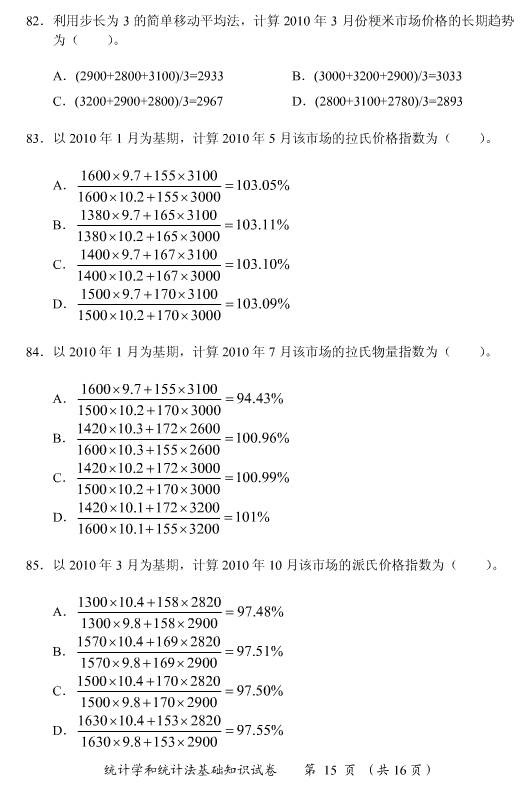 82．利用步长为 3 的简单移动平均法，计算 2010 年 3 月份粳米市场价格的长期趋势
为（　　）。
A．(2900+2800+3100)/3=2933　　B．(3000+3200+2900)/3=3033
C．(3200+2900+2800)/3=2967　　D．(2800+3100+2780)/3=2893
83．以 2010 年 1 月为基期，计算 2010 年 5 月该市场的拉氏价格指数为（　　）。
1600×9.7+155×3100
A．=103.05%
1600×10.2+155×3000
1380×9.7+165×3100
B．=103.11%
1380×10.2+165×3000
1400×9.7+167×3100
C．=103.10%
1400×10.2+167×3000
1500×9.7+170×3100
D．=103.09%
1500×10.2+170×3000
84．以 2010 年 1 月为基期，计算 2010 年 7 月该市场的拉氏物量指数为（　　）。
1600×9.7+155×3100
A．=94.43%
1500×10.2+170×3000
1420×10.3+172×2600
B．=100.96%
1600×10.3+155×2600
1420×10.2+172×3000
C．=100.99%
1500×10.2+170×3000
1420×10.1+172×3200
D．=101%
1600×10.1+155×3200
85．以 2010 年 3 月为基期，计算 2010 年 10 月该市场的派氏价格指数为（　　）。
1300×10.4+158×2820
A．=97.48%
1300×9.8+158×2900
1570×10.4+169×2820
B．=97.51%
1570×9.8+169×2900
1500×10.4+170×2820
C．=97.50%
1500×9.8+170×2900
1630×10.4+153×2820
D．=97.55%
1630×9.8+153×2900
统计学和统计法基础知识试卷　　第 15 页 （共 16 页）